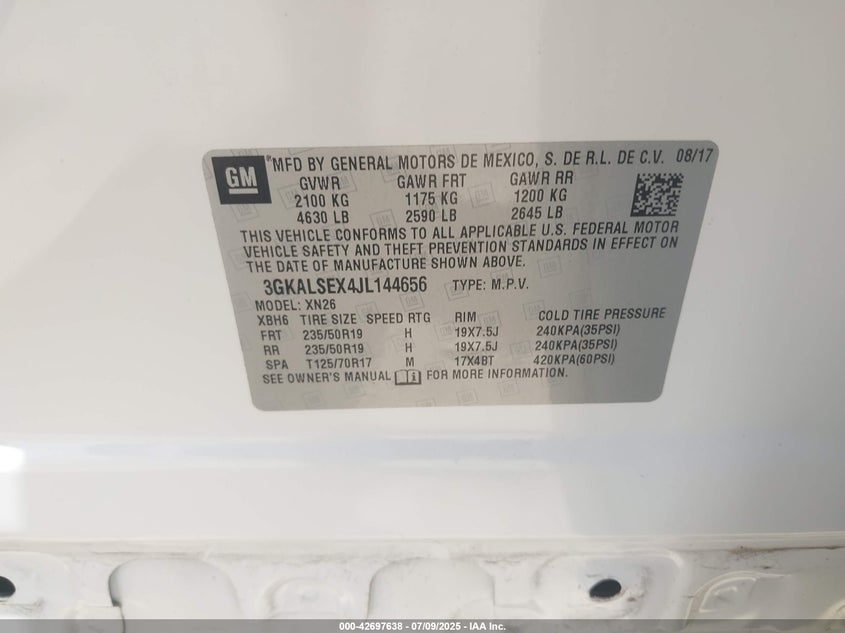 GM
MFD BY GENERAL MOTORS DE MEXICO, S. DE R.L. DE C.V. 08/17
GVWR GAWR FRT GAWR RR
2100 KG 1175 KG 1200 KG
4630 LB 2590 LB 2645 LB
THIS VEHICLE CONFORMS TO ALL APPLICABLE U.S. FEDERAL MOTOR
VEHICLE SAFETY AND THEFT PREVENTION STANDARDS IN EFFECT ON
THE DATE OF MANUFACTURE SHOWN ABOVE.
3GKALSEX4JL144656 TYPE: M.P.V.
MODEL: XN26
XBH6 TIRE SIZE SPEED RTG RIM COLD TIRE PRESSURE
FRT 235/50R19 H 19X7.5J 240KPA(35PSI)
RR 235/50R19 H 19X7.5J 240KPA(35PSI)
SPA T125/70R17 M 17X4BT 420KPA(60PSI)
SEE OWNER'S MANUAL FOR MORE INFORMATION.
000-42697638 - 07/09/2025 - IAA Inc.